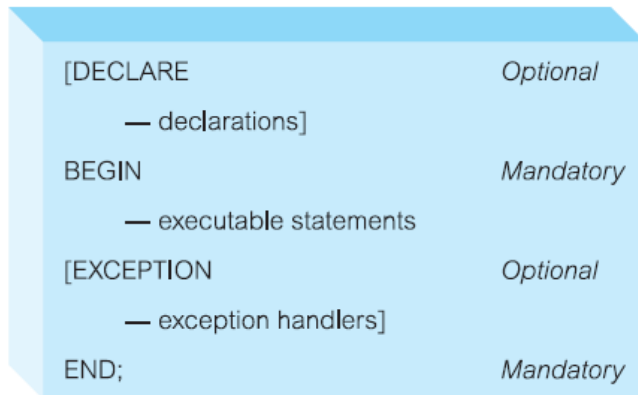 [DECLARE Optional
— declarations]
BEGIN Mandatory
— executable statements
[EXCEPTION Optional
— exception handlers]
END; Mandatory